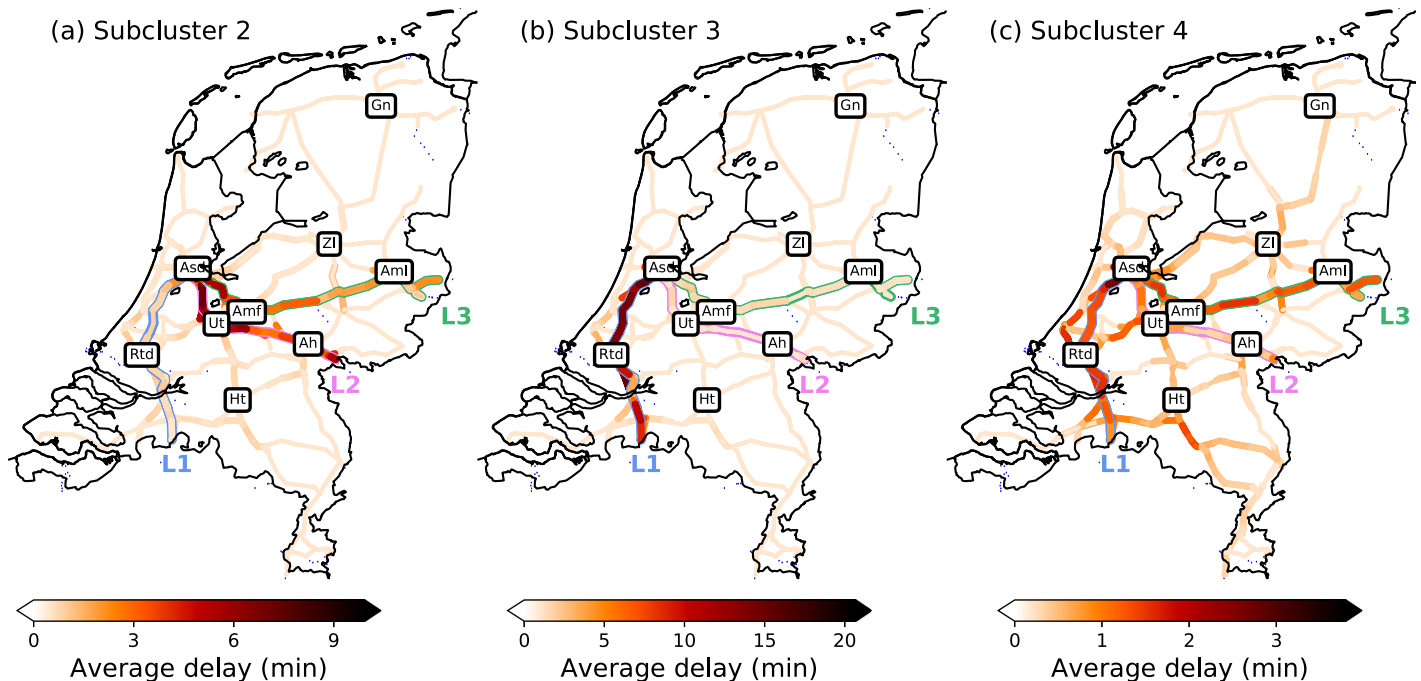 (a) Subcluster 2
Gn
Zl
Asd
Aml
Amf
L3
Ut
Ah
Rtd
L2
Ht
L1
0 3 6 9
Average delay (min)
(b) Subcluster 3
Gn
Zl
Asd
Aml
Amf
L3
Ut
Ah
Rtd
L2
Ht
L1
0 5 10 15 20
Average delay (min)
(c) Subcluster 4
Gn
Zl
Asd
Aml
Amf
L3
Ut
Ah
Rtd
L2
Ht
L1
0 1 2 3
Average delay (min)